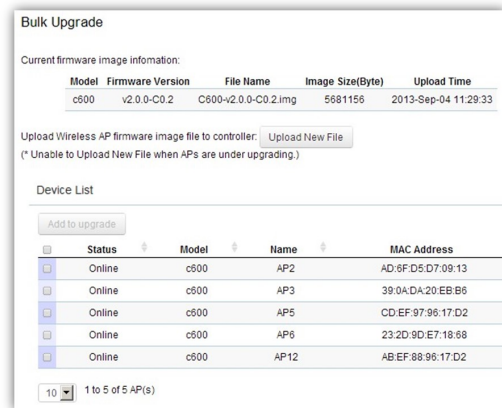 Bulk Upgrade
Current firmware image infomation:
Model Firmware Version File Name Image Size(Byte) Upload Time
c600 v2.0.0-C0.2 C600-v2.0.0-C0.2.img 5681156 2013-Sep-04 11:29:33
Upload Wireless AP firmware image file to controller: Upload New File
(* Unable to Upload New File when APs are under upgrading.)
Device List
Add to upgrade
Status Model Name MAC Address
Online c600 AP2 AD:6F:D5:D7:09:13
Online c600 AP3 39:0A:DA:20:EB:B6
Online c600 AP5 CD:EF:97:96:17:D2
Online c600 AP6 23:2D:9D:E7:18:68
Online c600 AP12 AB:EF:88:96:17:D2
10 1 to 5 of 5 AP(s)